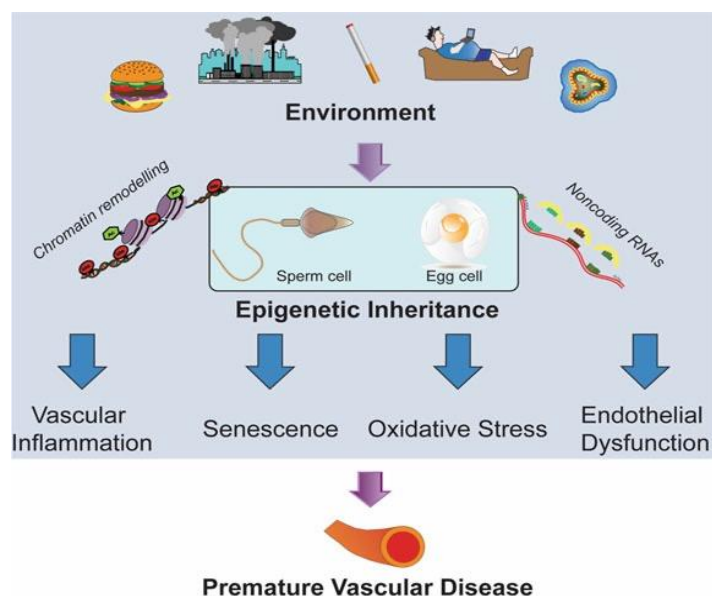 Environment
Chromatin remodelling
Noncoding RNAs
Sperm cell
Egg cell
Epigenetic Inheritance
Vascular
Inflammation
Senescence
Oxidative Stress
Endothelial
Dysfunction
Premature Vascular Disease